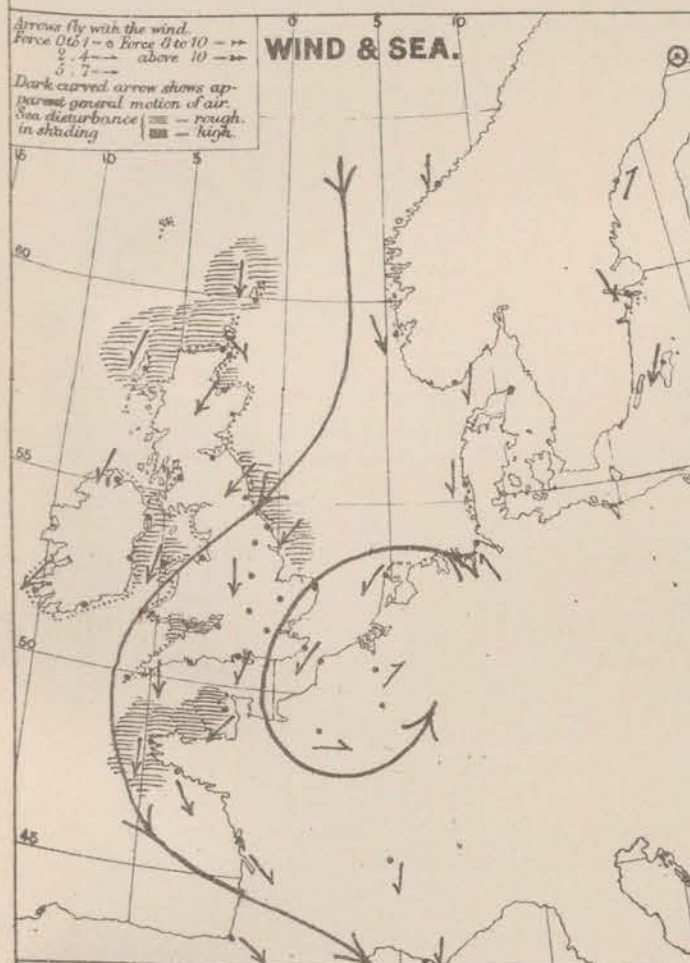 WIND & SEA.
Arrows fly with the wind.
Force 0 to 1 – o Force 8 to 10 –
2 . 4 – above 10 –
5 . 7 –
Dark curved arrow shows ap-
parent general motion of air.
Sea disturbance – rough.
in shading – high.
0 5 10
15 10 5
60
55
50
45